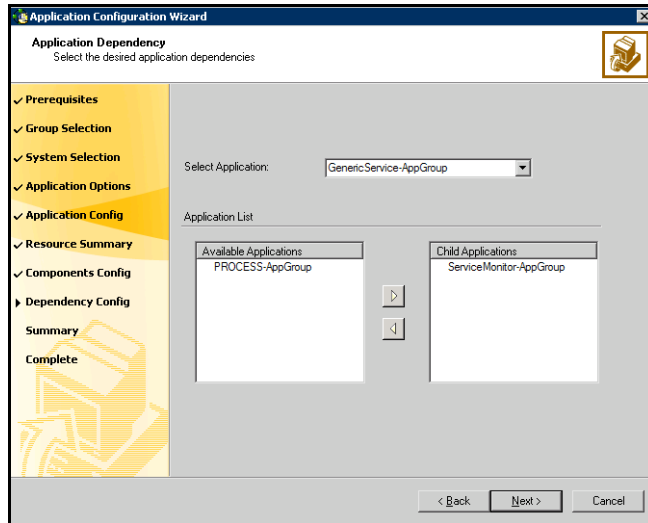 Application Configuration Wizard
Application Dependency
Select the desired application dependencies
Prerequisites
Group Selection
System Selection
Application Options
Application Config
Resource Summary
Components Config
Dependency Config
Summary
Complete
Select Application: GenericService-AppGroup
Application List
Available Applications
PROCESS-AppGroup
Child Applications
ServiceMonitor-AppGroup
< Back Next > Cancel